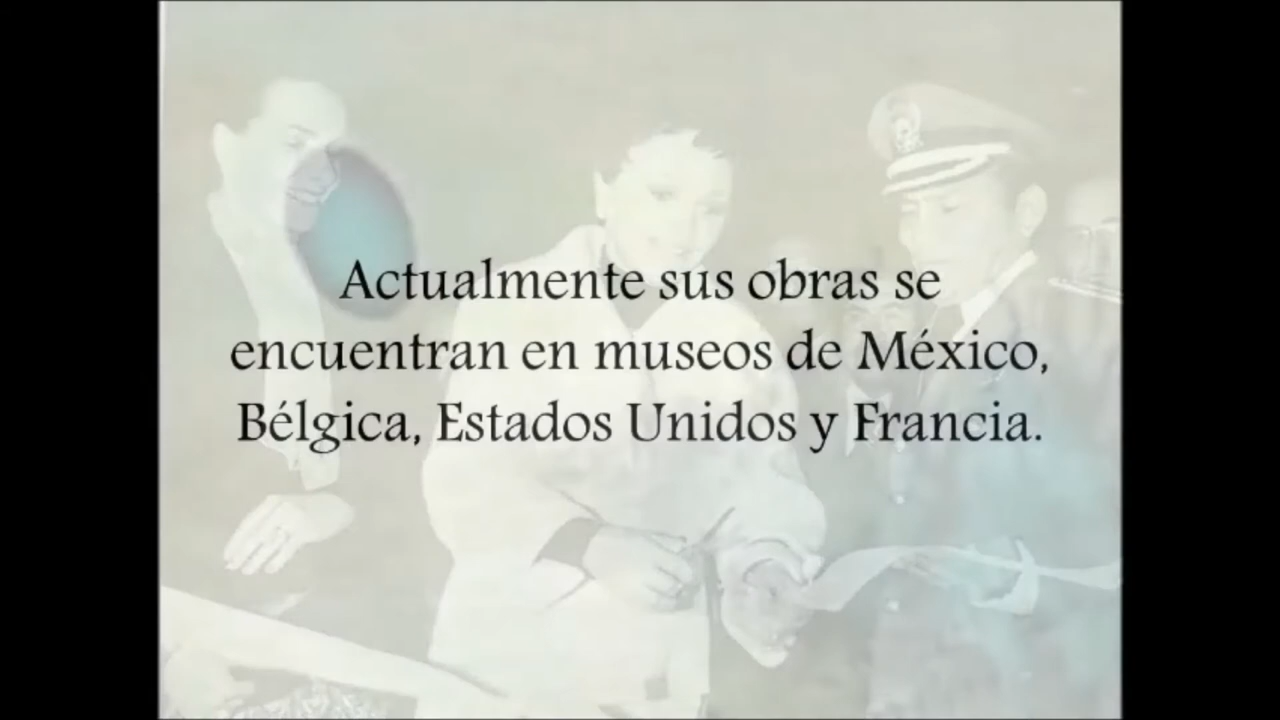 Actualmente sus obras se
encuentran en museos de México,
Bélgica, Estados Unidos y Francia.